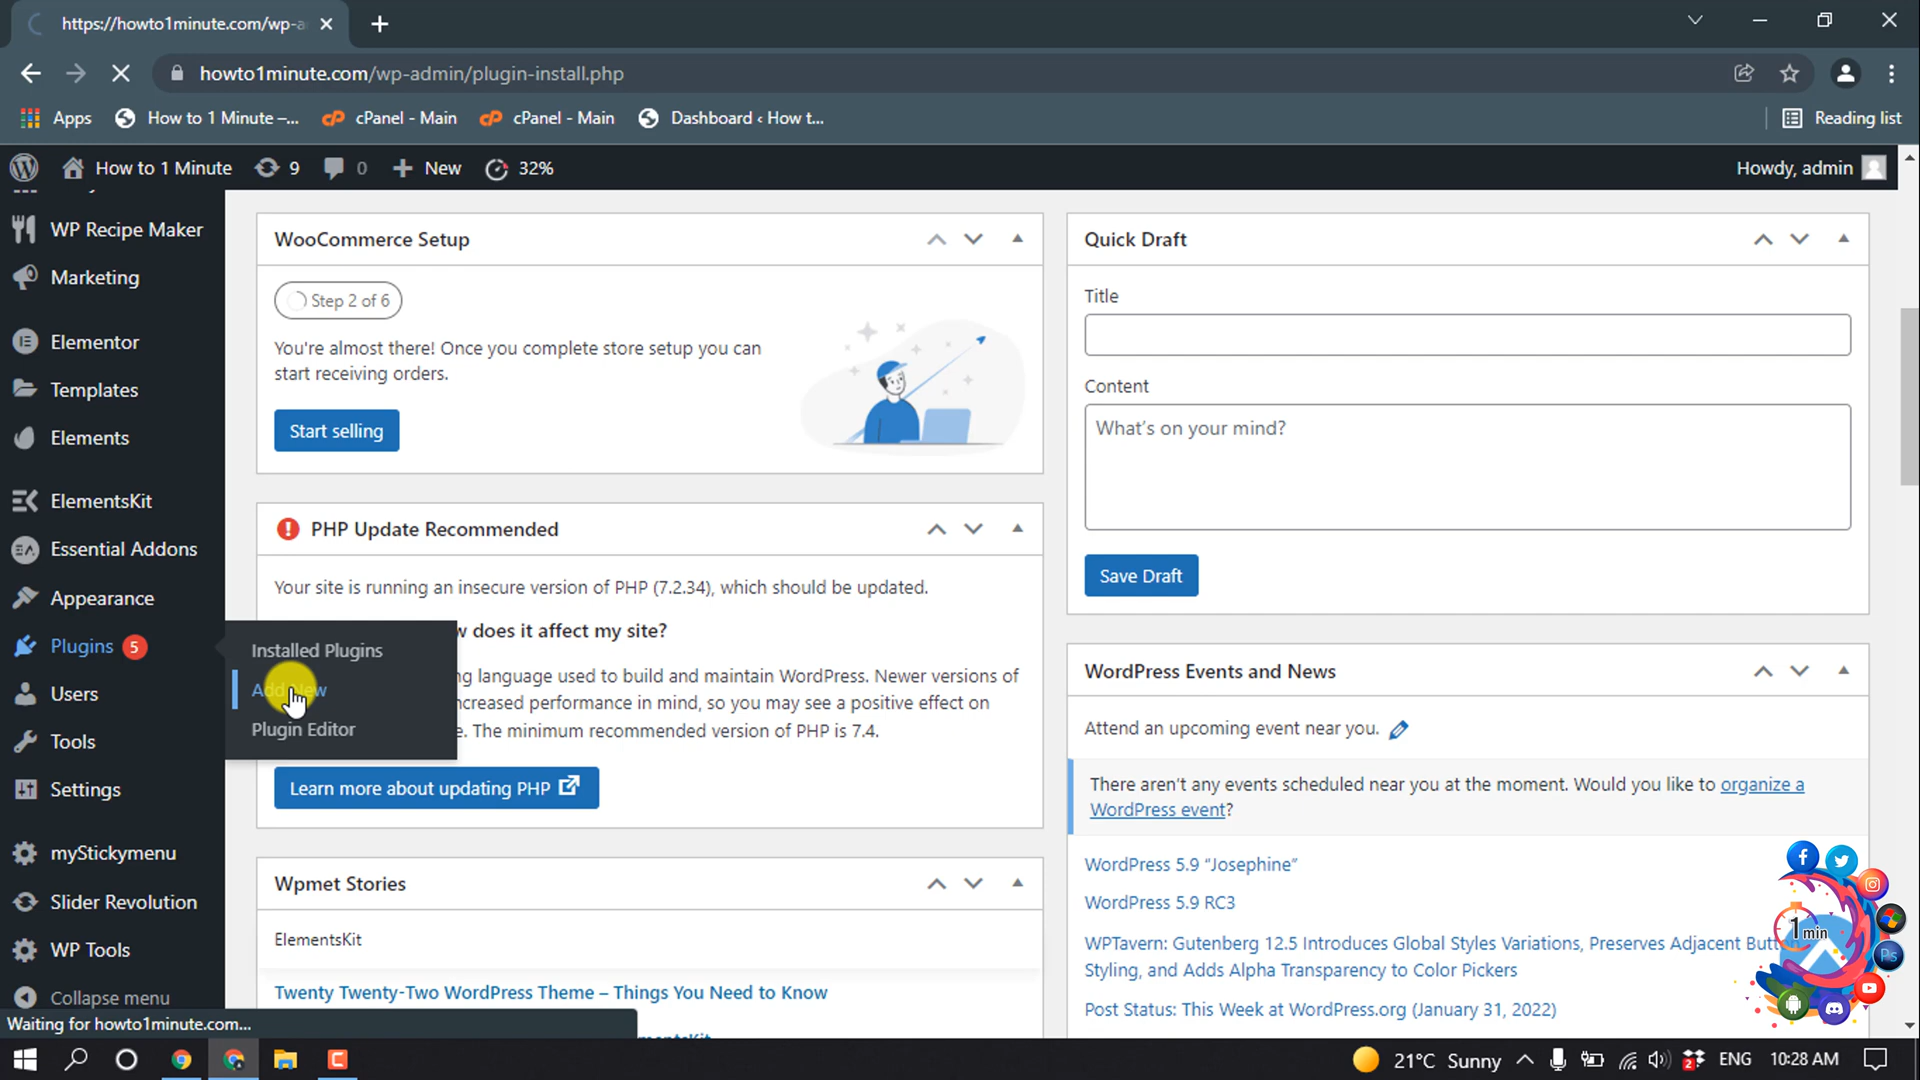 https://howto1minute.com/wp-a
howto1minute.com/wp-admin/plugin-install.php
Apps
How to 1 Minute –...
cPanel - Main
cPanel - Main
Dashboard ‹ How t...
Reading list
How to 1 Minute
9
0
New
32%
Howdy, admin
WP Recipe Maker
Marketing
Elementor
Templates
Elements
ElementsKit
Essential Addons
Appearance
Plugins 5
Users
Tools
Settings
myStickymenu
Slider Revolution
WP Tools
Collapse menu
Installed Plugins
Add New
Plugin Editor
WooCommerce Setup
Step 2 of 6
You're almost there! Once you complete store setup you can
start receiving orders.
Start selling
PHP Update Recommended
Your site is running an insecure version of PHP (7.2.34), which should be updated.
w does it affect my site?
ng language used to build and maintain WordPress. Newer versions of
ncreased performance in mind, so you may see a positive effect on
e. The minimum recommended version of PHP is 7.4.
Learn more about updating PHP
Wpmet Stories
ElementsKit
Twenty Twenty-Two WordPress Theme – Things You Need to Know
Quick Draft
Title
Content
What's on your mind?
Save Draft
WordPress Events and News
Attend an upcoming event near you.
There aren't any events scheduled near you at the moment. Would you like to organize a
WordPress event?
WordPress 5.9 “Josephine”
WordPress 5.9 RC3
WPTavern: Gutenberg 12.5 Introduces Global Styles Variations, Preserves Adjacent Button
Styling, and Adds Alpha Transparency to Color Pickers
Post Status: This Week at WordPress.org (January 31, 2022)
1 min
Ps
Waiting for howto1minute.com...
21°C Sunny
2
ENG
10:28 AM